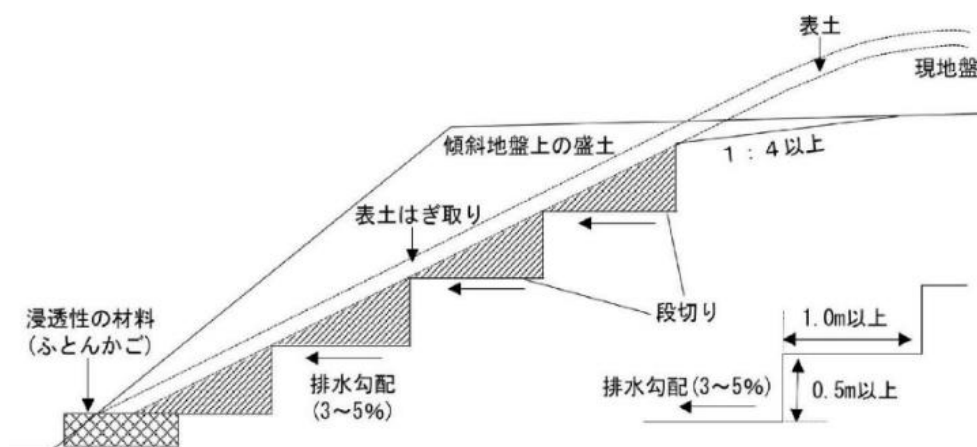 表土
現地盤
傾斜地盤上の盛土
1:4以上
表土はぎ取り
浸透性の材料
(ふとんかご)
段切り
1.0m以上
排水勾配
(3~5%)
排水勾配(3~5%)
0.5m以上